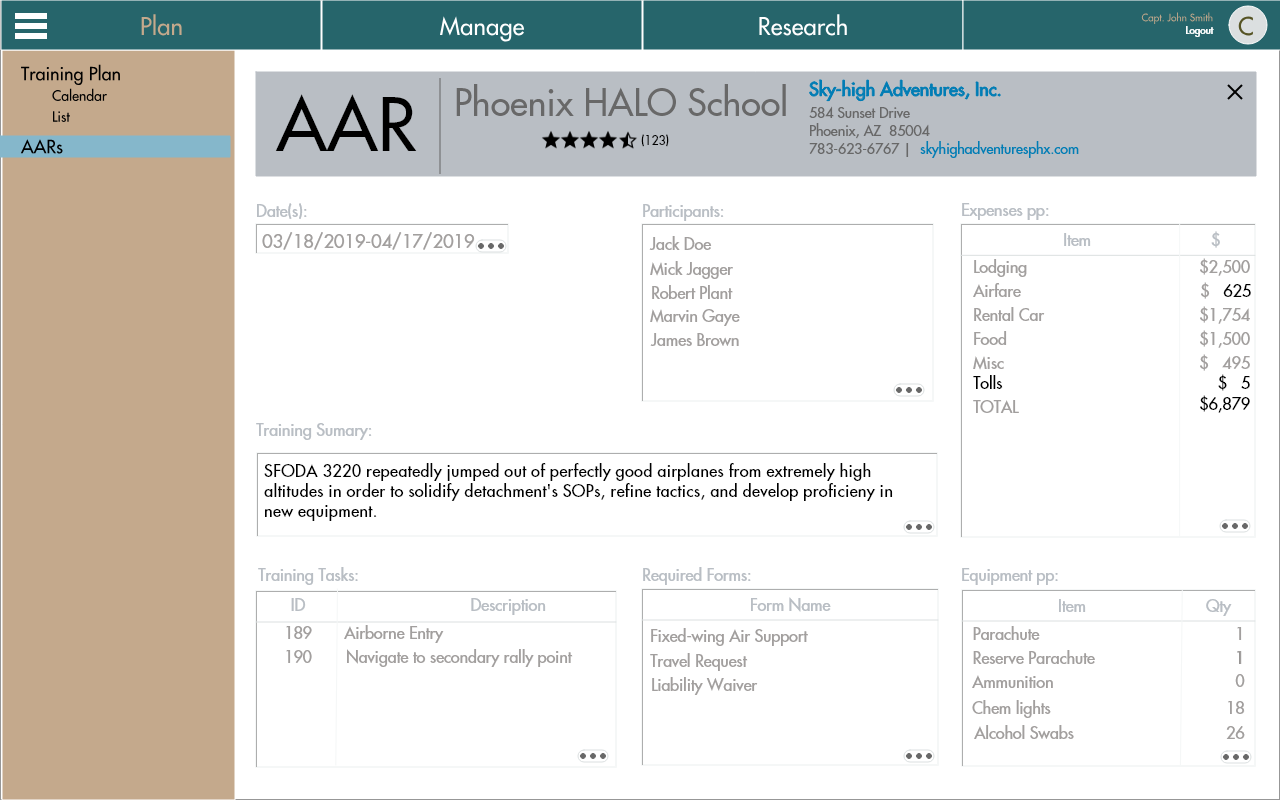 Plan
Manage
Research
Capt. John Smith
Logout
C
Training Plan
Calendar
List
AARs
AAR
Phoenix HALO School
(123)
Sky-high Adventures, Inc.
584 Sunset Drive
Phoenix, AZ 85004
783-623-6767 | skyhighadventuresphx.com
Date(s):
03/18/2019-04/17/2019
Participants:
Jack Doe
Mick Jagger
Robert Plant
Marvin Gaye
James Brown
Expenses pp:
Item $
Lodging $2,500
Airfare $ 625
Rental Car $1,754
Food $1,500
Misc $ 495
Tolls $ 5
TOTAL $6,879
Training Sumary:
SFODA 3220 repeatedly jumped out of perfectly good airplanes from extremely high
altitudes in order to solidify detachment's SOPs, refine tactics, and develop proficieny in
new equipment.
Training Tasks:
ID Description
189 Airborne Entry
190 Navigate to secondary rally point
Required Forms:
Form Name
Fixed-wing Air Support
Travel Request
Liability Waiver
Equipment pp:
Item Qty
Parachute 1
Reserve Parachute 1
Ammunition 0
Chem lights 18
Alcohol Swabs 26